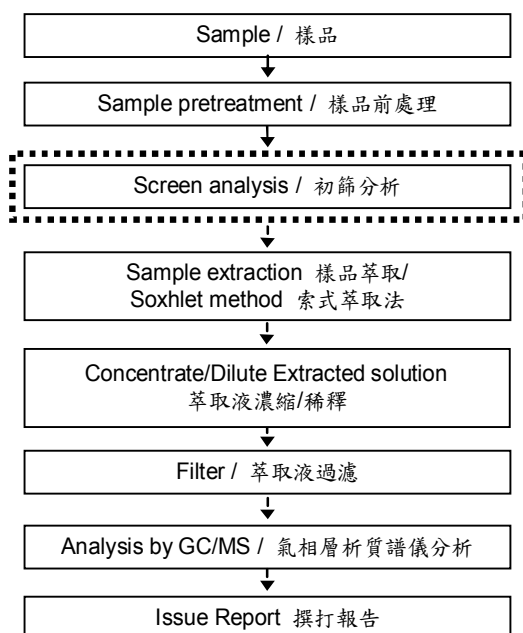 Sample / 樣品
Sample pretreatment / 樣品前處理
Screen analysis / 初篩分析
Sample extraction 樣品萃取/
Soxhlet method 索式萃取法
Concentrate/Dilute Extracted solution
萃取液濃縮/稀釋
Filter / 萃取液過濾
Analysis by GC/MS / 氣相層析質譜儀分析
Issue Report 撰打報告